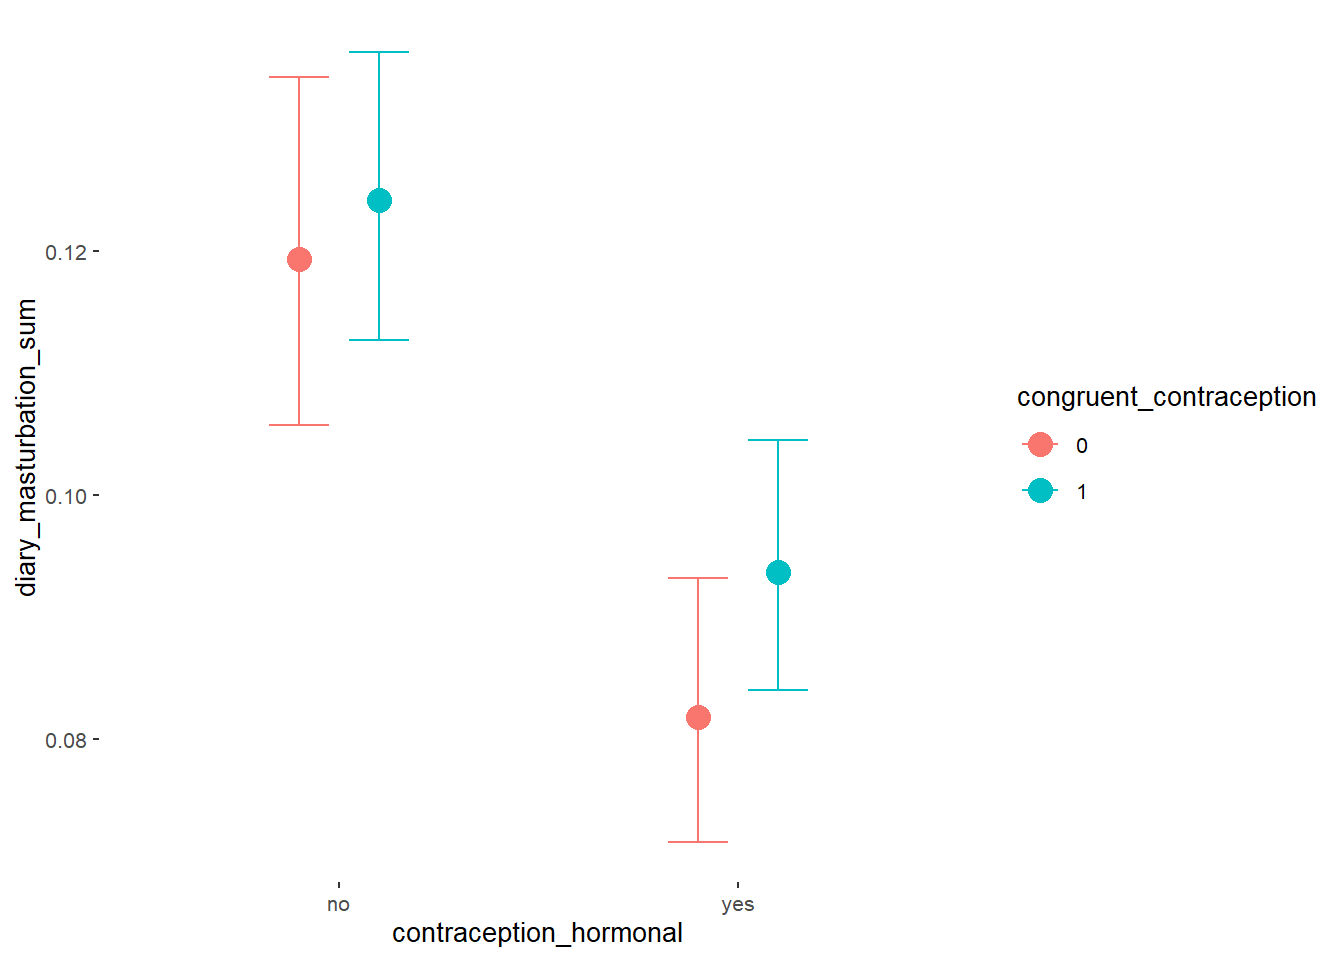 diary_masturbation_sum
0.12
0.10
0.08
no
yes
contraception_hormonal
congruent_contraception
0
1